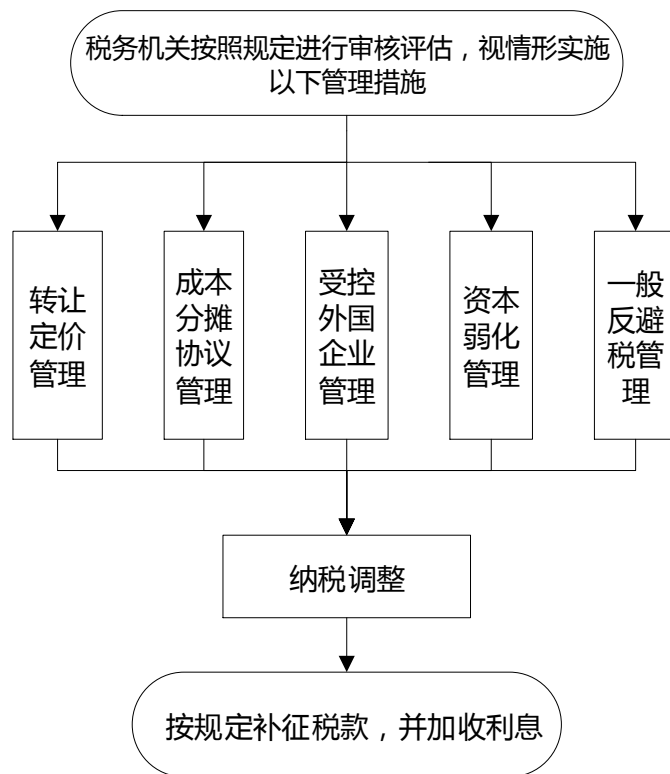 税务机关按照规定进行审核评估，视情形实施
以下管理措施
转让
定价
管理
成本
分摊
协议
管理
受控
外国
企业
管理
资本
弱化
管理
一般
反避
税管
理
纳税调整
按规定补征税款，并加收利息